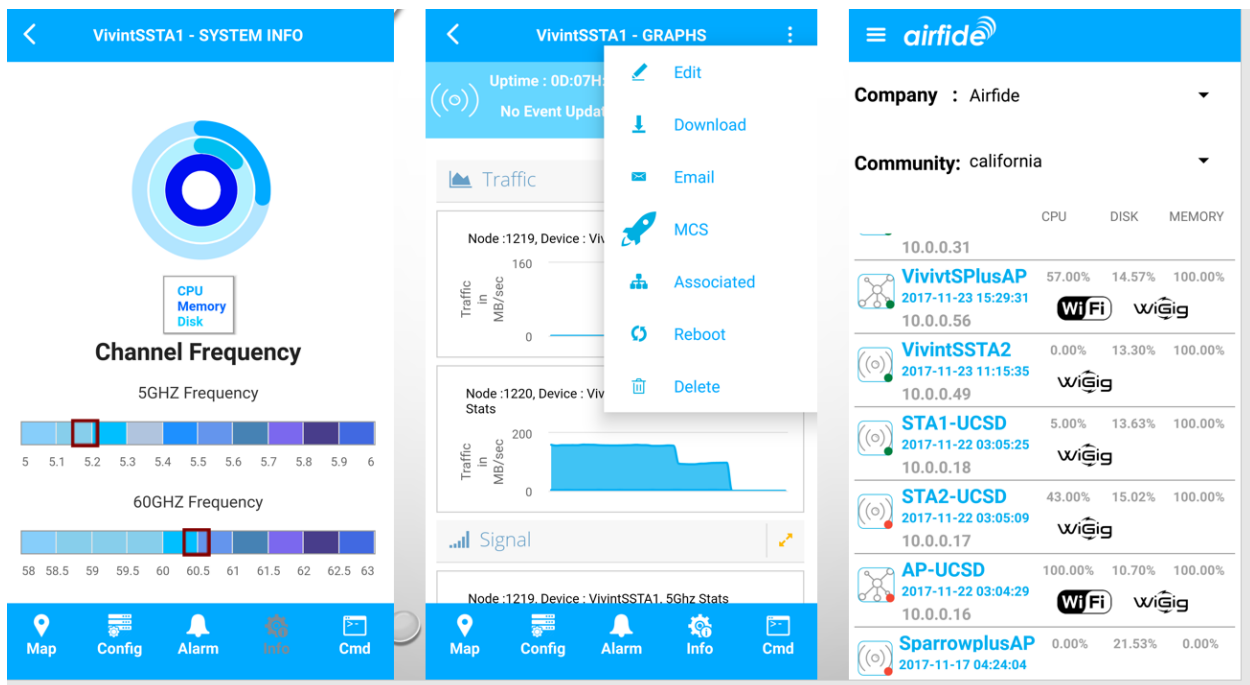 VivintSSTA1 - SYSTEM INFO
CPU
Memory
Disk
Channel Frequency
5GHZ Frequency
5 5.1 5.2 5.3 5.4 5.5 5.6 5.7 5.8 5.9 6
60GHZ Frequency
58 58.5 59 59.5 60 60.5 61 61.5 62 62.5 63
Map Config Alarm Info Cmd
VivintSSTA1 - GRAPHS
Uptime : 0D:07H:
No Event Updat
Edit
Download
Email
MCS
Associated
Reboot
Delete
Traffic
Node :1219, Device : Viv
Traffic
in
MB/sec
160
0
Node :1220, Device : Viv
Stats
Traffic
in
MB/sec
200
0
Signal
Node :1219, Device : VivintSSTA1, 5Ghz Stats
Map Config Alarm Info Cmd
airfide
Company : Airfide
Community: california
CPU DISK MEMORY
10.0.0.31
VivivtSPlusAP 57.00% 14.57% 100.00%
2017-11-23 15:29:31
WiFi WiGig
10.0.0.56
VivintSSTA2 0.00% 13.30% 100.00%
2017-11-23 11:15:35
WiGig
10.0.0.49
STA1-UCSD 5.00% 13.63% 100.00%
2017-11-22 03:05:25
WiGig
10.0.0.18
STA2-UCSD 43.00% 15.02% 100.00%
2017-11-22 03:05:09
WiGig
10.0.0.17
AP-UCSD 100.00% 10.70% 100.00%
2017-11-22 03:04:29
WiFi WiGig
10.0.0.16
SparrowplusAP 0.00% 21.53% 0.00%
2017-11-17 04:24:04